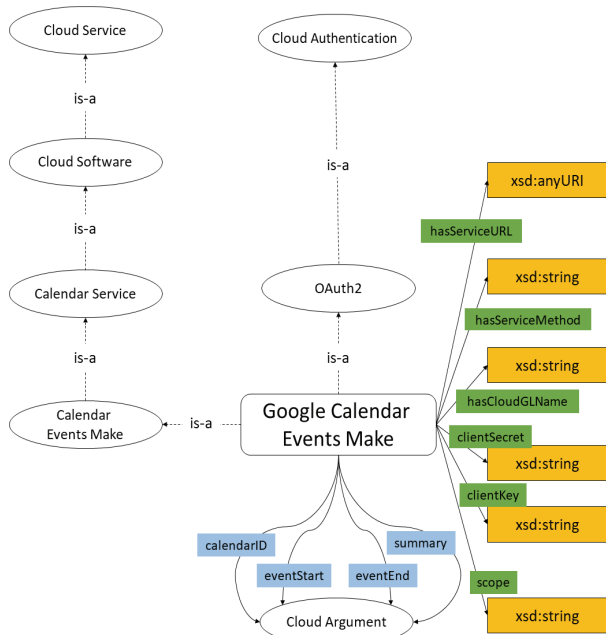 Cloud Service
Cloud Authentication
is-a
Cloud Software
is-a
xsd:anyURI
is-a
hasServiceURL
xsd:string
Calendar Service
OAuth2
hasServiceMethod
is-a
is-a
xsd:string
hasCloudGLName
Calendar
Events Make
is-a
Google Calendar
Events Make
clientSecret
xsd:string
clientKey
xsd:string
calendarID
summary
eventStart
eventEnd
scope
Cloud Argument
xsd:string